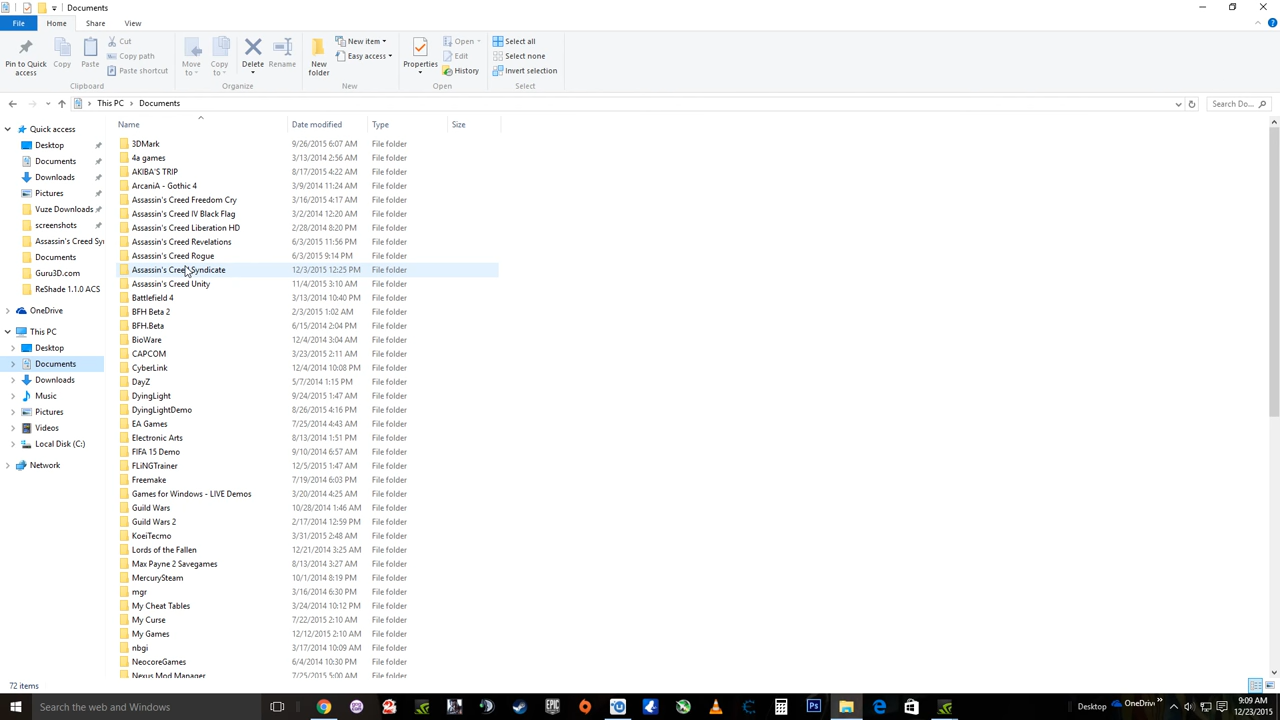 Documents
File Home Share View
Pin to Quick access
Copy
Paste
Cut
Copy path
Paste shortcut
Clipboard
Move to
Copy to
Delete
Rename
Organize
New folder
New item
Easy access
New
Properties
Open
Edit
History
Open
Select all
Select none
Invert selection
Select
This PC Documents
Search Do...
Name Date modified Type Size
Quick access
Desktop
Documents
Downloads
Pictures
Vuze Downloads
screenshots
Assassin's Creed Syn
Documents
Guru3D.com
ReShade 1.1.0 ACS
OneDrive
This PC
Desktop
Documents
Downloads
Music
Pictures
Videos
Local Disk (C:)
Network
3DMark 9/26/2015 6:07 AM File folder
4a games 3/13/2014 2:56 AM File folder
AKIBA'S TRIP 8/17/2015 4:22 AM File folder
ArcaniA - Gothic 4 3/9/2014 11:24 AM File folder
Assassin's Creed Freedom Cry 3/16/2015 4:17 AM File folder
Assassin's Creed IV Black Flag 3/2/2014 12:20 AM File folder
Assassin's Creed Liberation HD 2/28/2014 8:20 PM File folder
Assassin's Creed Revelations 6/3/2015 11:56 PM File folder
Assassin's Creed Rogue 6/3/2015 9:14 PM File folder
Assassin's Creed Syndicate 12/3/2015 12:25 PM File folder
Assassin's Creed Unity 11/4/2015 3:10 AM File folder
Battlefield 4 3/13/2014 10:40 PM File folder
BFH Beta 2 2/3/2015 1:02 AM File folder
BFH.Beta 6/15/2014 2:04 PM File folder
BioWare 12/4/2014 3:04 AM File folder
CAPCOM 3/23/2015 2:11 AM File folder
CyberLink 12/4/2014 10:08 PM File folder
DayZ 5/7/2014 1:15 PM File folder
DyingLight 9/24/2015 1:47 AM File folder
DyingLightDemo 8/26/2015 4:16 PM File folder
EA Games 7/25/2014 4:43 AM File folder
Electronic Arts 8/13/2014 1:51 PM File folder
FIFA 15 Demo 9/10/2014 6:57 AM File folder
FLiNGTrainer 12/5/2015 1:47 AM File folder
Freemake 7/19/2014 6:03 PM File folder
Games for Windows - LIVE Demos 3/20/2014 4:25 AM File folder
Guild Wars 10/28/2014 1:46 AM File folder
Guild Wars 2 2/17/2014 12:59 PM File folder
KoeiTecmo 3/31/2015 2:48 AM File folder
Lords of the Fallen 12/21/2014 3:25 AM File folder
Max Payne 2 Savegames 8/13/2014 3:27 AM File folder
MercurySteam 10/1/2014 8:19 PM File folder
mgr 3/16/2014 6:30 PM File folder
My Cheat Tables 3/24/2014 10:12 PM File folder
My Curse 7/22/2015 2:10 AM File folder
My Games 12/12/2015 2:10 AM File folder
nbgi 3/17/2014 10:09 AM File folder
NeocoreGames 6/4/2014 10:30 PM File folder
Nexus Mod Manager 7/25/2015 5:00 AM File folder
72 items
Search the web and Windows
Desktop
OneDrive
9:09 AM
12/23/2015